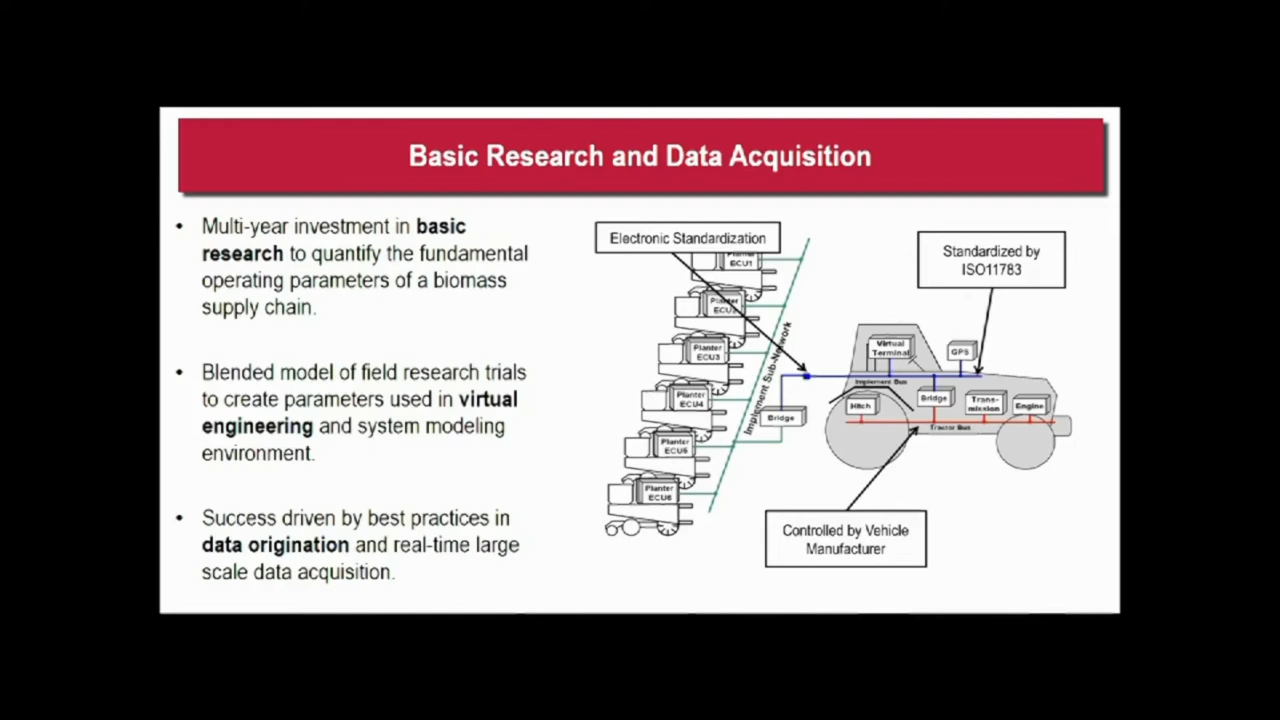 Basic Research and Data Acquisition
• Multi-year investment in basic
research to quantify the fundamental
operating parameters of a biomass
supply chain.
• Blended model of field research trials
to create parameters used in virtual
engineering and system modeling
environment.
• Success driven by best practices in
data origination and real-time large
scale data acquisition.
Electronic Standardization
Standardized by
ISO11783
Planter
ECU1
Planter
ECU2
Planter
ECU3
Planter
ECU4
Planter
ECU5
Planter
ECU6
Implement Sub-Network
Bridge
Virtual
Terminal
GPS
Implement Bus
Hitch
Bridge
Trans-
mission
Engine
Tractor Bus
Controlled by Vehicle
Manufacturer